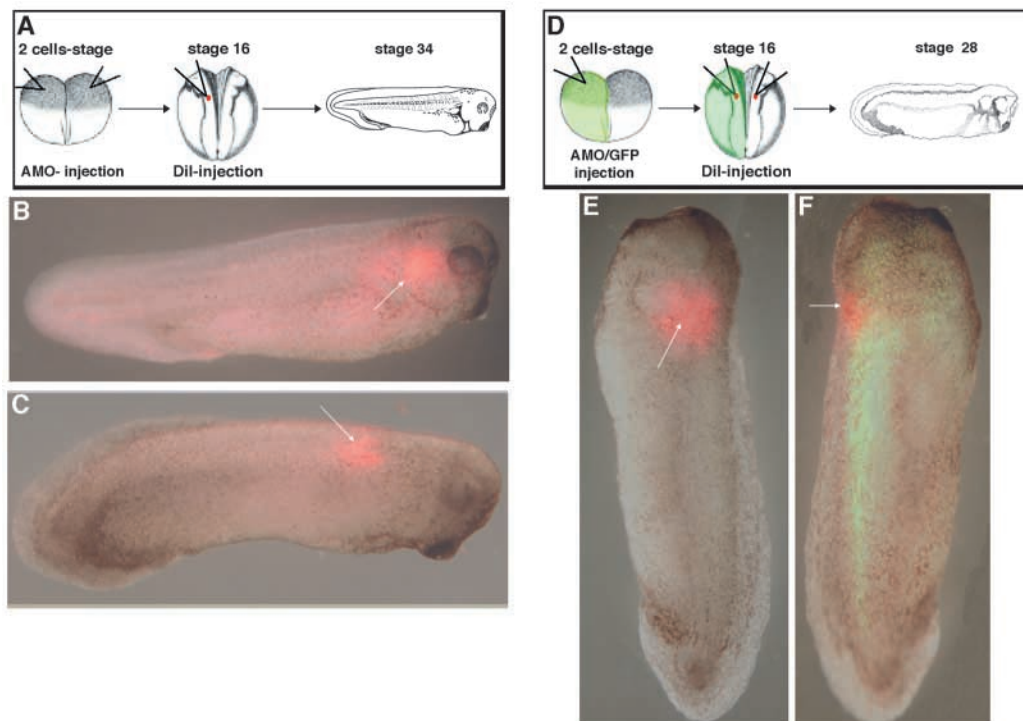 A
2 cells-stage
stage 16
stage 34
AMO- injection
DiI-injection
B
C
D
2 cells-stage
stage 16
stage 28
AMO/GFP
injection
DiI-injection
E
F